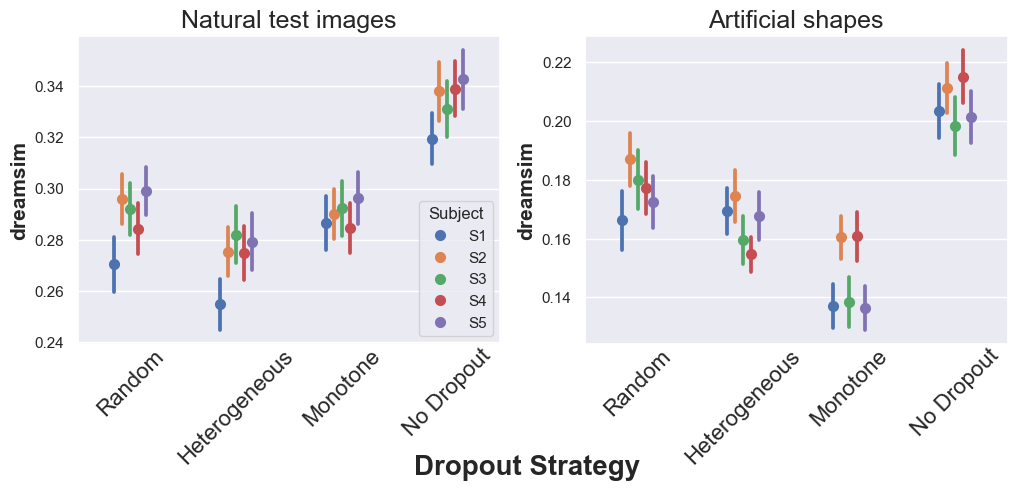 Natural test images
dreamsim
0.34
0.32
0.30
0.28
0.26
0.24
Subject
S1
S2
S3
S4
S5
Random
Heterogeneous
Monotone
No Dropout
Artificial shapes
dreamsim
0.22
0.20
0.18
0.16
0.14
Random
Heterogeneous
Monotone
No Dropout
Dropout Strategy